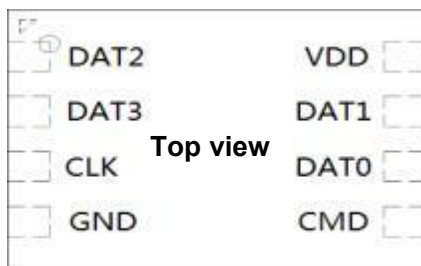 DAT2 VDD
DAT3 DAT1
Top view
CLK DAT0
GND CMD